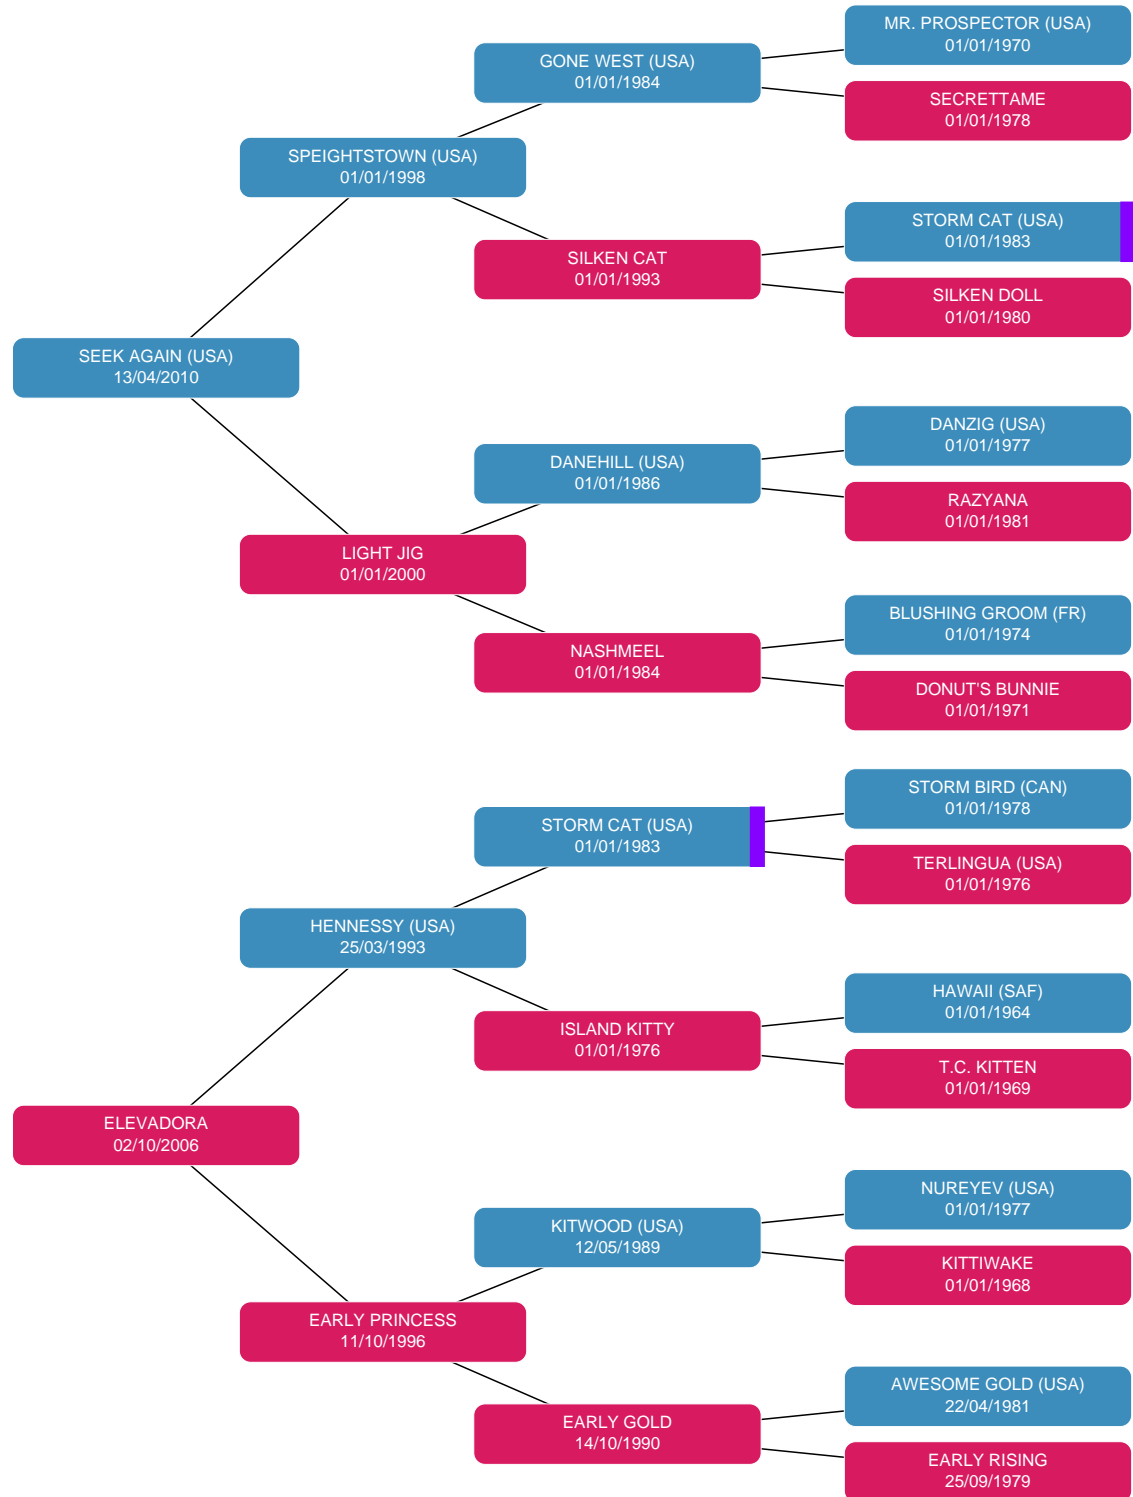 MR. PROSPECTOR (USA)
01/01/1970
GONE WEST (USA)
01/01/1984
SECRETTAME
01/01/1978
SPEIGHTSTOWN (USA)
01/01/1998
STORM CAT (USA)
01/01/1983
SILKEN CAT
01/01/1993
SILKEN DOLL
01/01/1980
SEEK AGAIN (USA)
13/04/2010
DANZIG (USA)
01/01/1977
DANEHILL (USA)
01/01/1986
RAZYANA
01/01/1981
LIGHT JIG
01/01/2000
BLUSHING GROOM (FR)
01/01/1974
NASHMEEL
01/01/1984
DONUT'S BUNNIE
01/01/1971
STORM BIRD (CAN)
01/01/1978
STORM CAT (USA)
01/01/1983
TERLINGUA (USA)
01/01/1976
HENNESSY (USA)
25/03/1993
HAWAII (SAF)
01/01/1964
ISLAND KITTY
01/01/1976
T.C. KITTEN
01/01/1969
ELEVADORA
02/10/2006
NUREYEV (USA)
01/01/1977
KITWOOD (USA)
12/05/1989
KITTIWAKE
01/01/1968
EARLY PRINCESS
11/10/1996
AWESOME GOLD (USA)
22/04/1981
EARLY GOLD
14/10/1990
EARLY RISING
25/09/1979